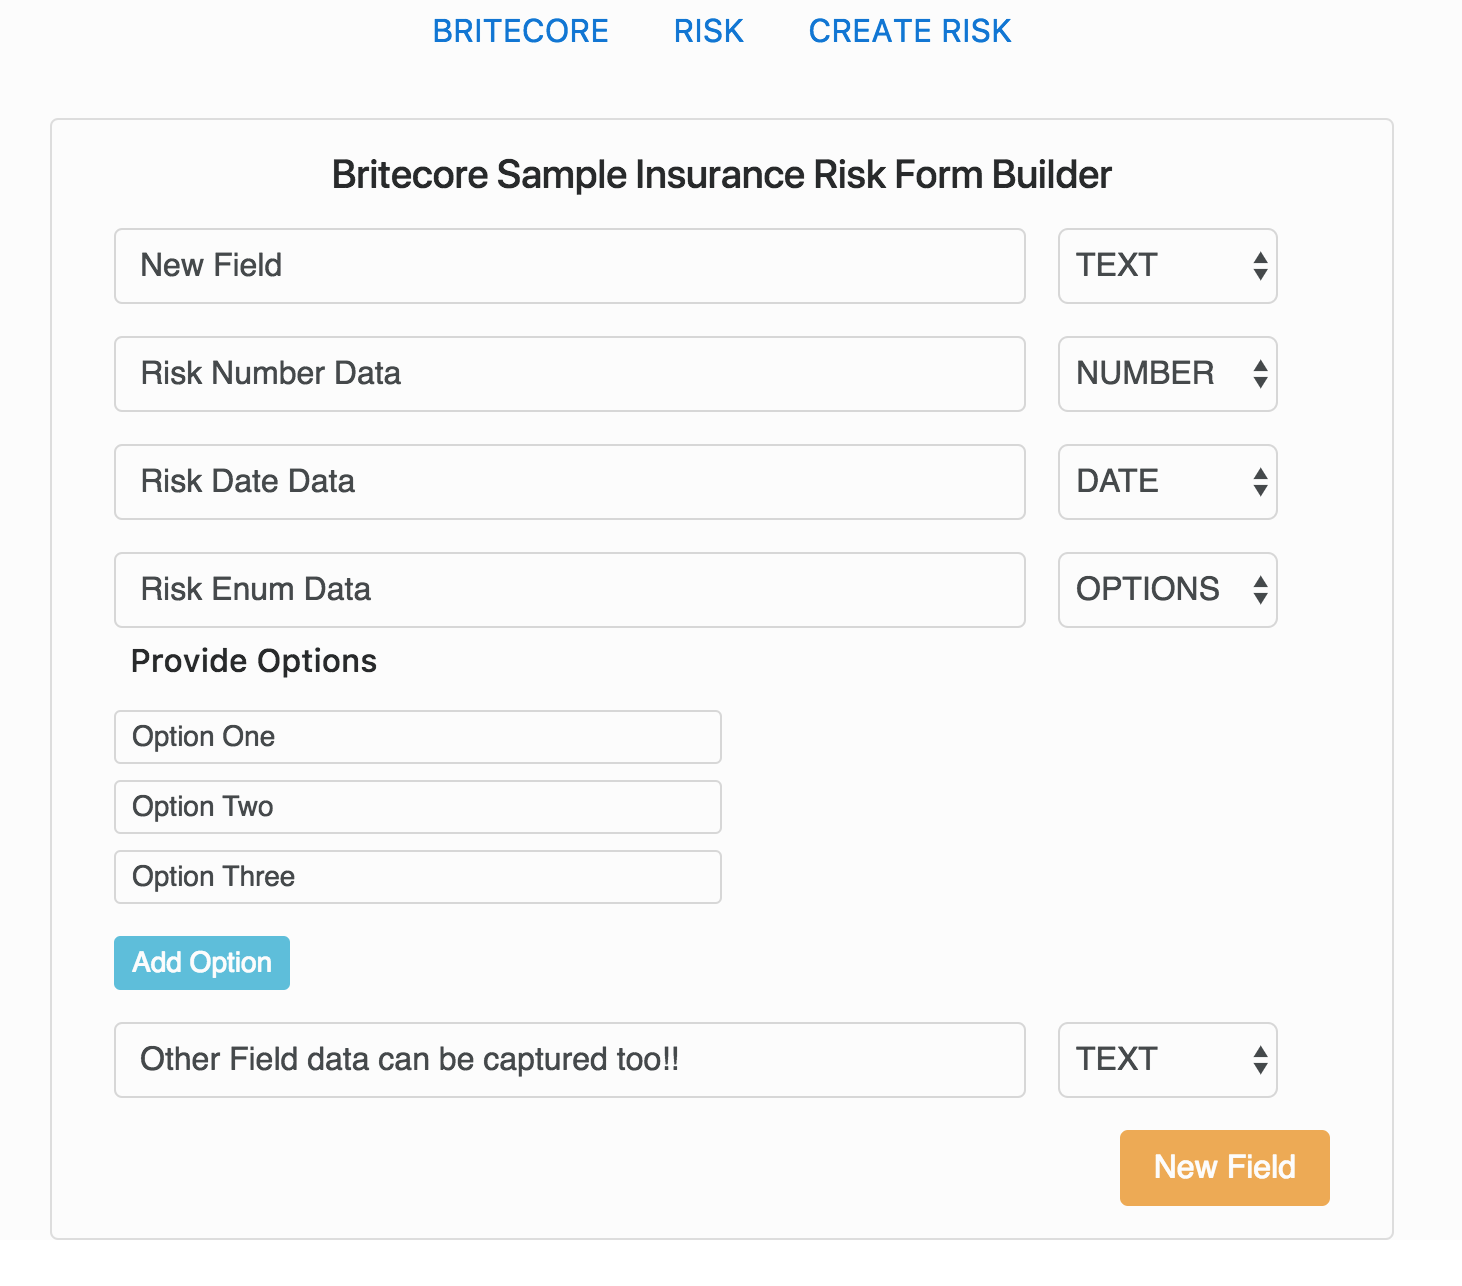 BRITECORE RISK CREATE RISK
Britecore Sample Insurance Risk Form Builder
New Field TEXT
Risk Number Data NUMBER
Risk Date Data DATE
Risk Enum Data OPTIONS
Provide Options
Option One
Option Two
Option Three
Add Option
Other Field data can be captured too!! TEXT
New Field